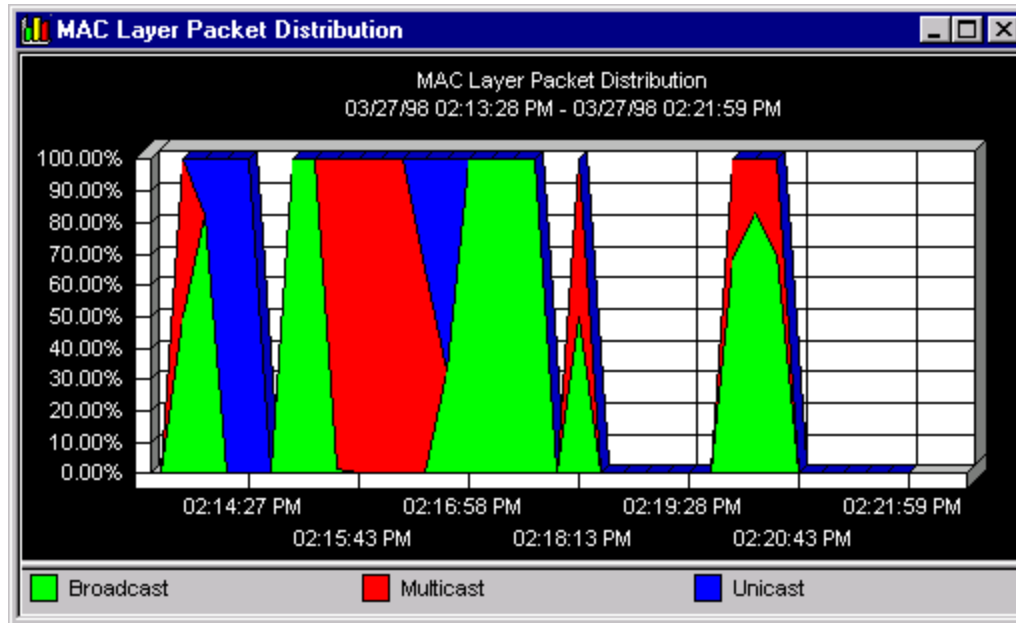 MAC Layer Packet Distribution
MAC Layer Packet Distribution
03/27/98 02:13:28 PM - 03/27/98 02:21:59 PM
100.00%
90.00%
80.00%
70.00%
60.00%
50.00%
40.00%
30.00%
20.00%
10.00%
0.00%
02:14:27 PM 02:16:58 PM 02:19:28 PM 02:21:59 PM
02:15:43 PM 02:18:13 PM 02:20:43 PM
Broadcast Multicast Unicast